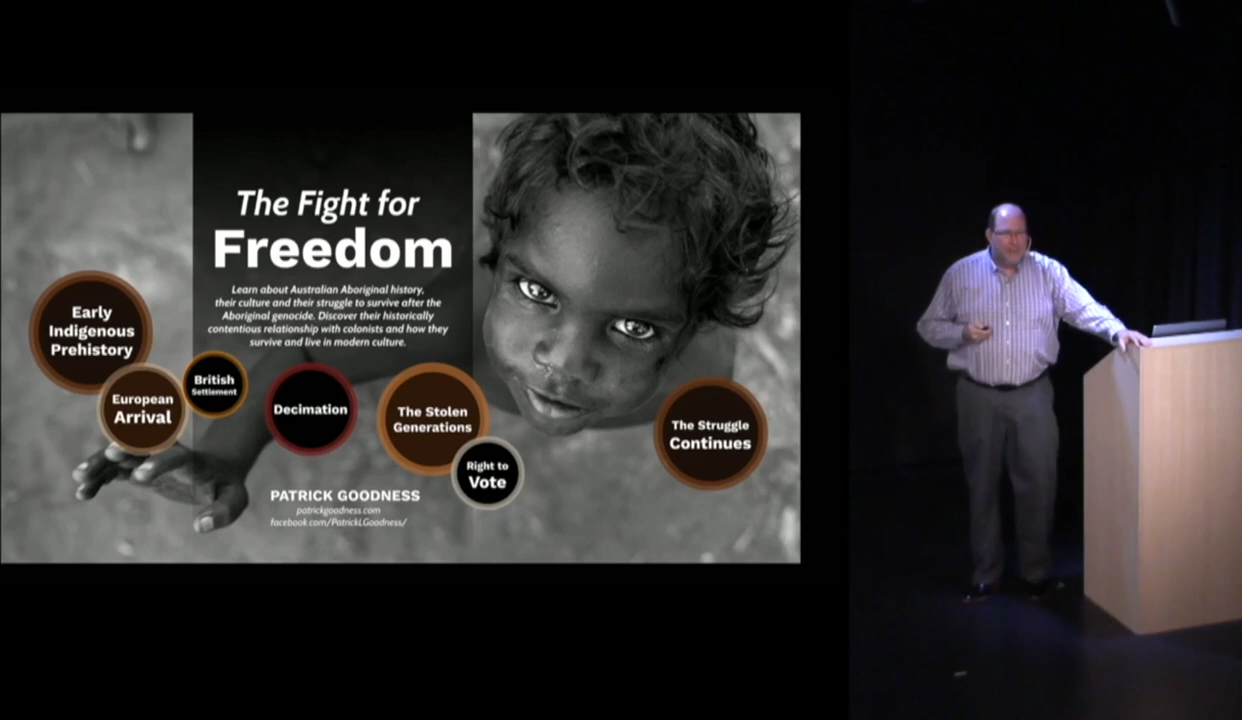 The Fight for
Freedom
Learn about Australian Aboriginal history,
their culture and their struggle to survive after the
Aboriginal genocide. Discover their historically
contentious relationship with colonists and how they
survive and live in modern culture.
Early
Indigenous
Prehistory
European
Arrival
British
Settlement
Decimation
The Stolen
Generations
Right to
Vote
The Struggle
Continues
PATRICK GOODNESS
patrickgoodness.com
facebook.com/PatrickLGoodness/